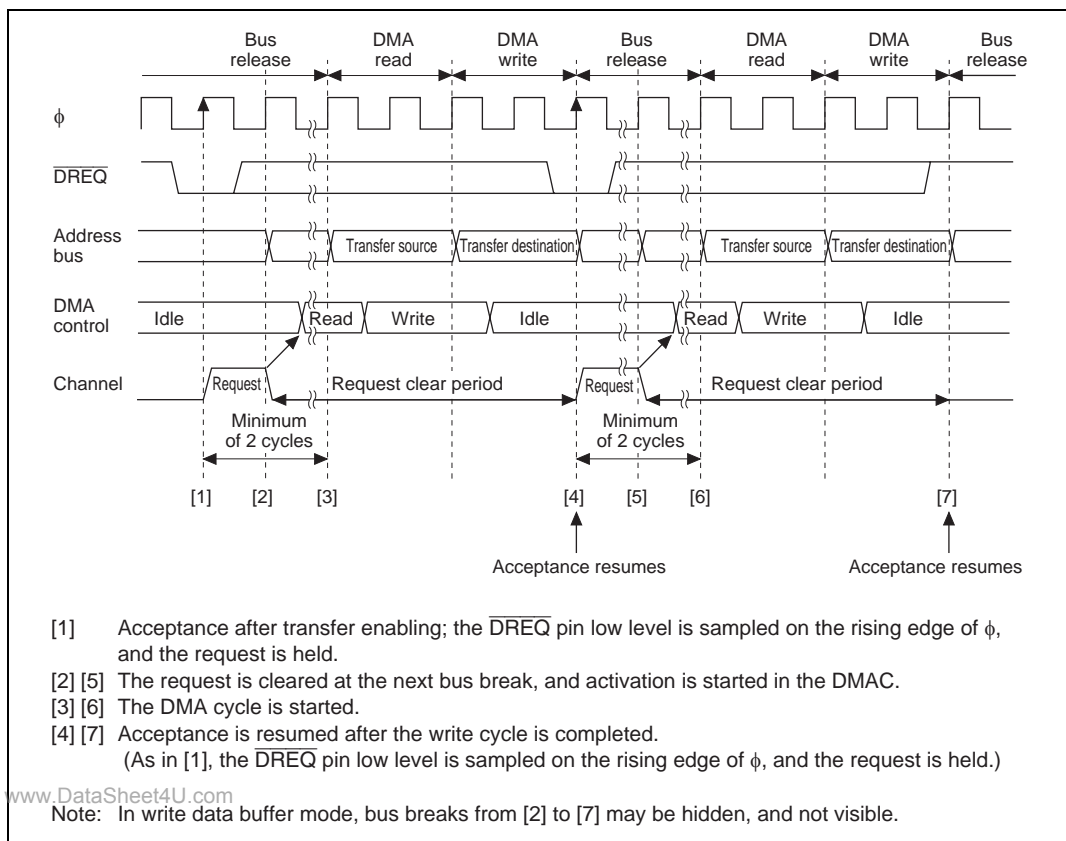 Bus release DMA read DMA write Bus release DMA read DMA write Bus release
φ
DREQ
Address bus Transfer source Transfer destination Transfer source Transfer destination
DMA control Idle Read Write Idle Read Write Idle
Channel Request Request clear period Request Request clear period
Minimum of 2 cycles Minimum of 2 cycles
[1] [2] [3] [4] [5] [6] [7]
Acceptance resumes Acceptance resumes
[1] Acceptance after transfer enabling; the DREQ pin low level is sampled on the rising edge of φ,
and the request is held.
[2] [5] The request is cleared at the next bus break, and activation is started in the DMAC.
[3] [6] The DMA cycle is started.
[4] [7] Acceptance is resumed after the write cycle is completed.
(As in [1], the DREQ pin low level is sampled on the rising edge of φ, and the request is held.)
www.DataSheet4U.com
Note: In write data buffer mode, bus breaks from [2] to [7] may be hidden, and not visible.